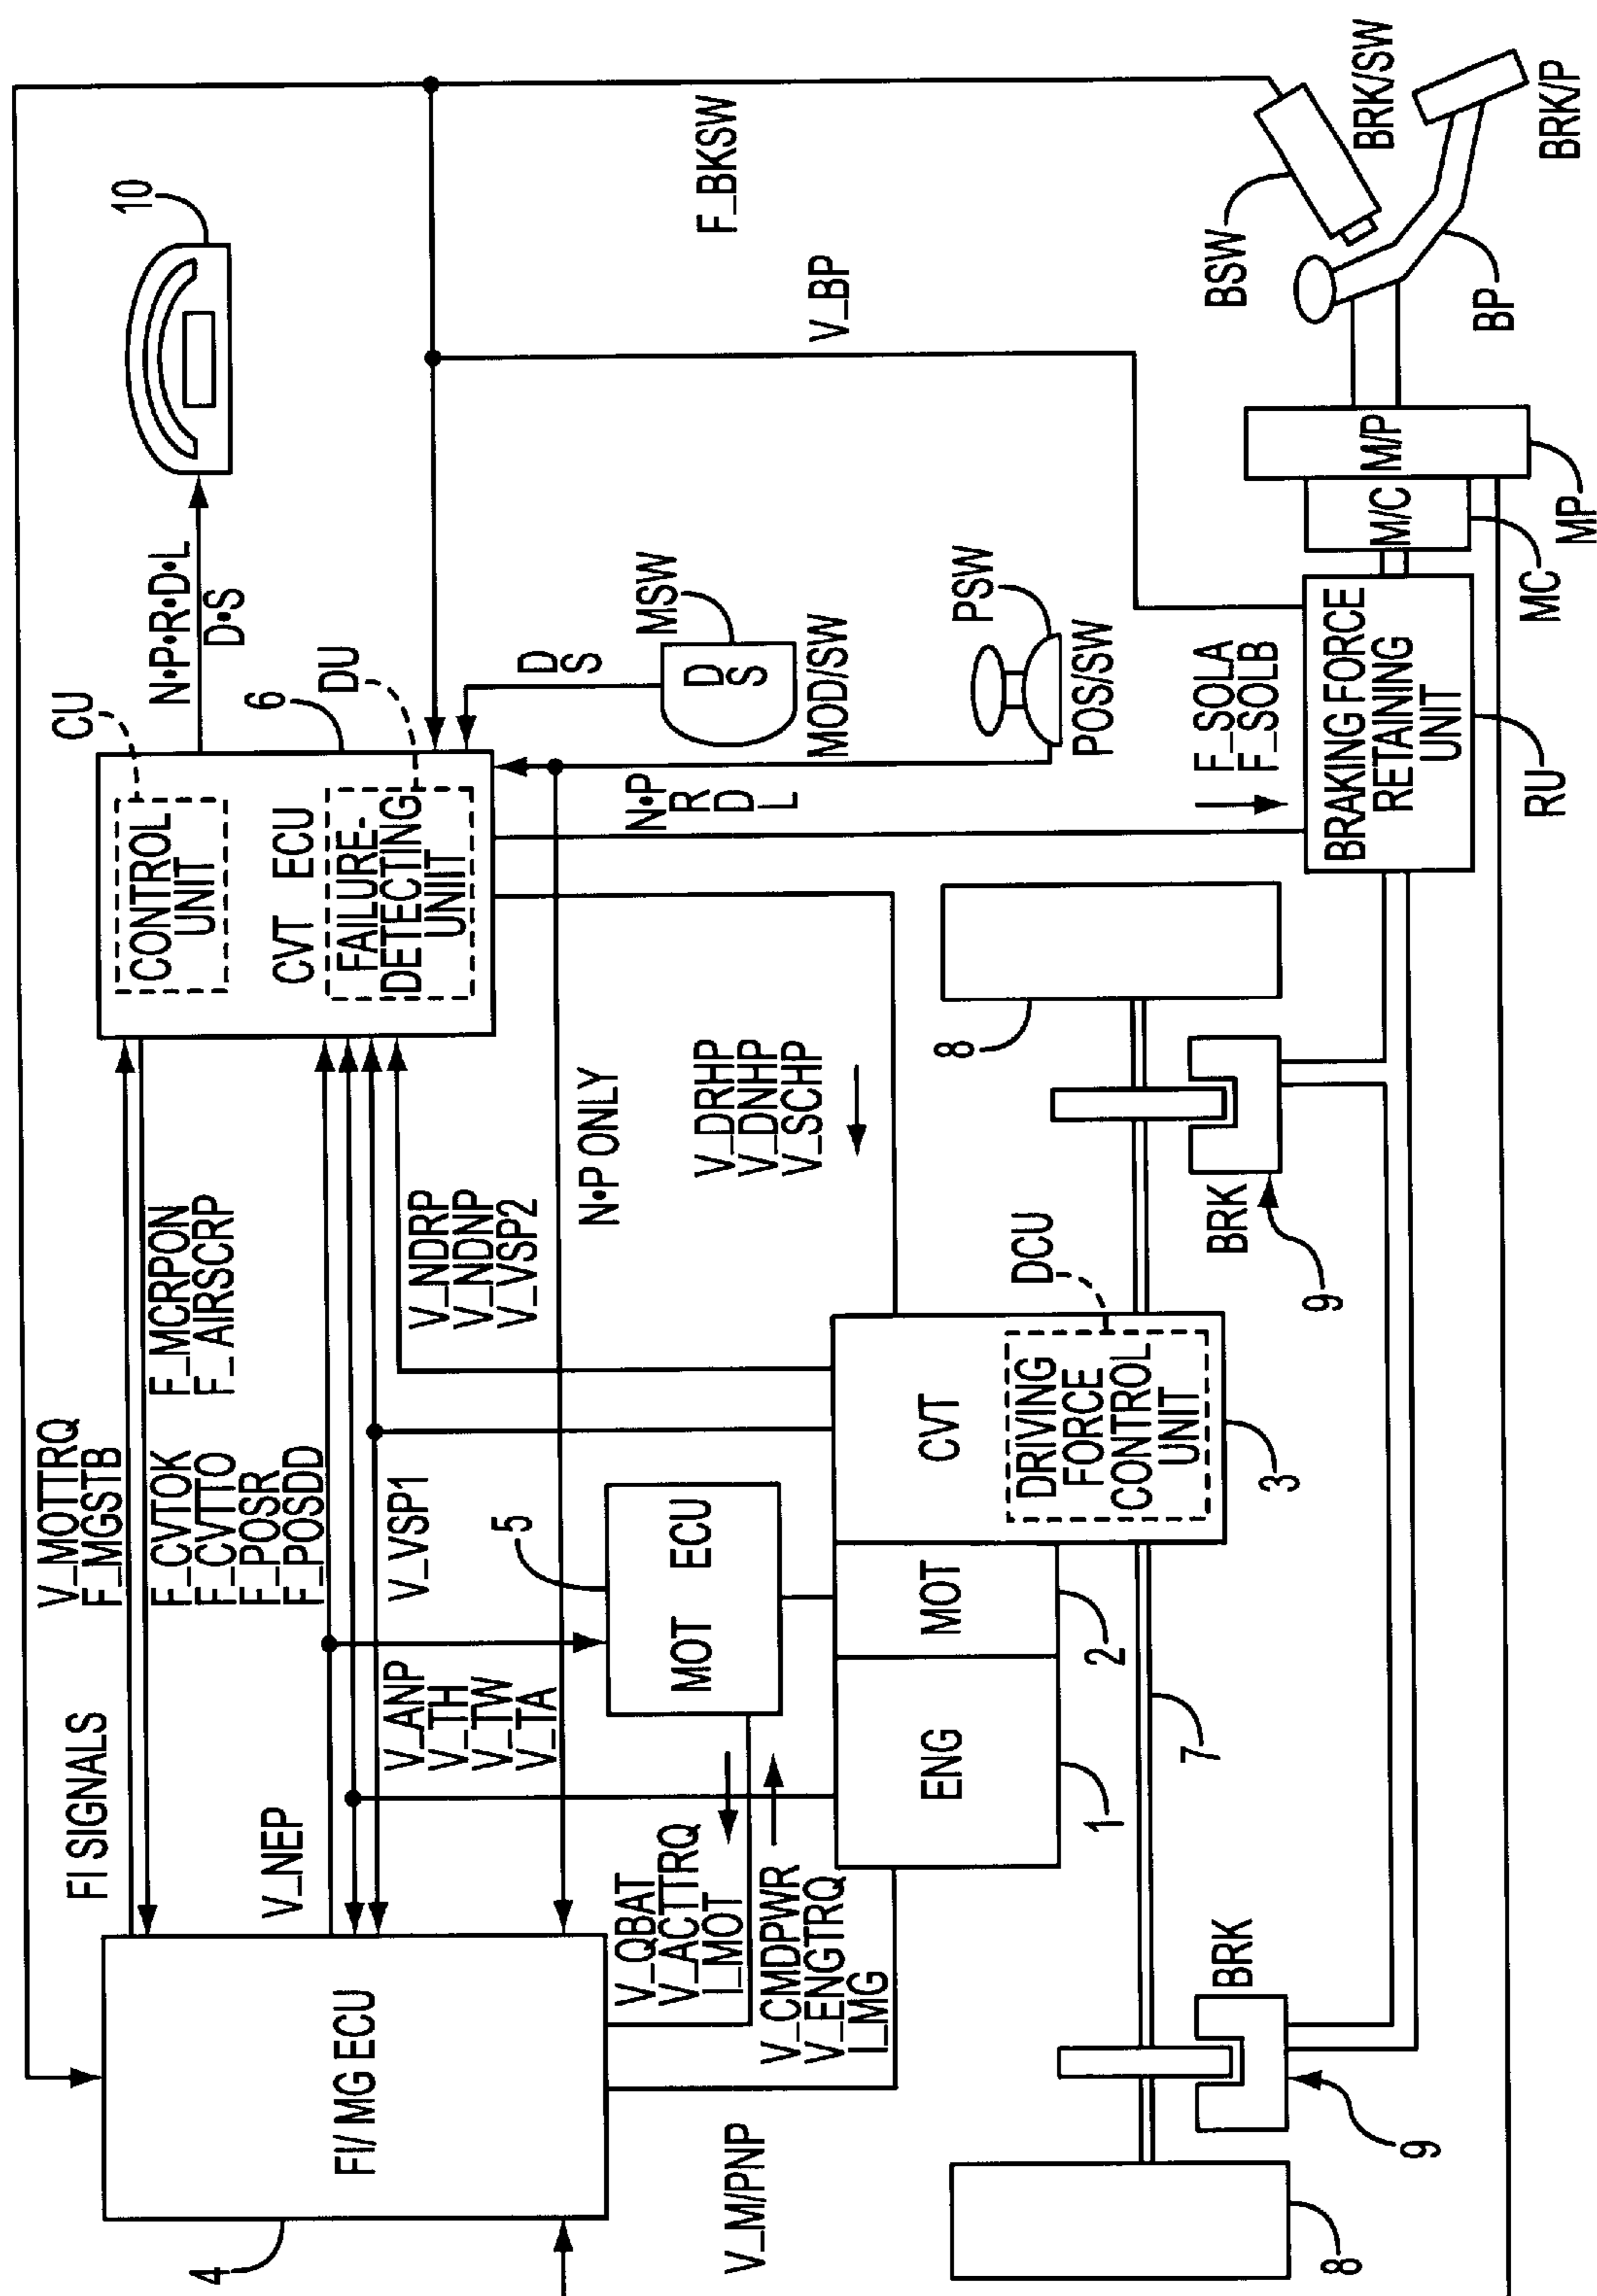 4
FI/ MG ECU
FI SIGNALS
V_MOTTRQ
F_MGSTB
F_CVTOK
F_CVTTO
F_POSR
F_POSDD
F_MCRPON
F_AIRSCRP
V_NEP
V_ANP
V_TH
V_TW
V_TA
V_VSP1
V_NDRP
V_NDNP
V_VSP2
N•P ONLY
CU
CONTROL
UNIT
6
CVT ECU
DU
FAILURE-
DETECTING
UNIT
N•P•R•D•L
D•S
10
F_BKSW
V_BP
D
S
MSW
D
S
MOD/SW
N•P
R
D
L
PSW
POS/SW
5
MOT ECU
V_QBAT
V_ACTTRQ
I_MOT
V_CMDPWR
V_ENGTRQ
I_MG
V_M/PNP
ENG
1
MOT
2
CVT
DRIVING
FORCE
CONTROL
UNIT
DCU
3
V_DRHP
V_DNHP
V_SCHP
F_SOLA
F_SOLB
BRAKING FORCE
RETAINING
UNIT
RU
M/C
MC
M/P
MP
BSW
BRK/SW
BP
BRK/P
7
8
BRK
9
8
BRK
9